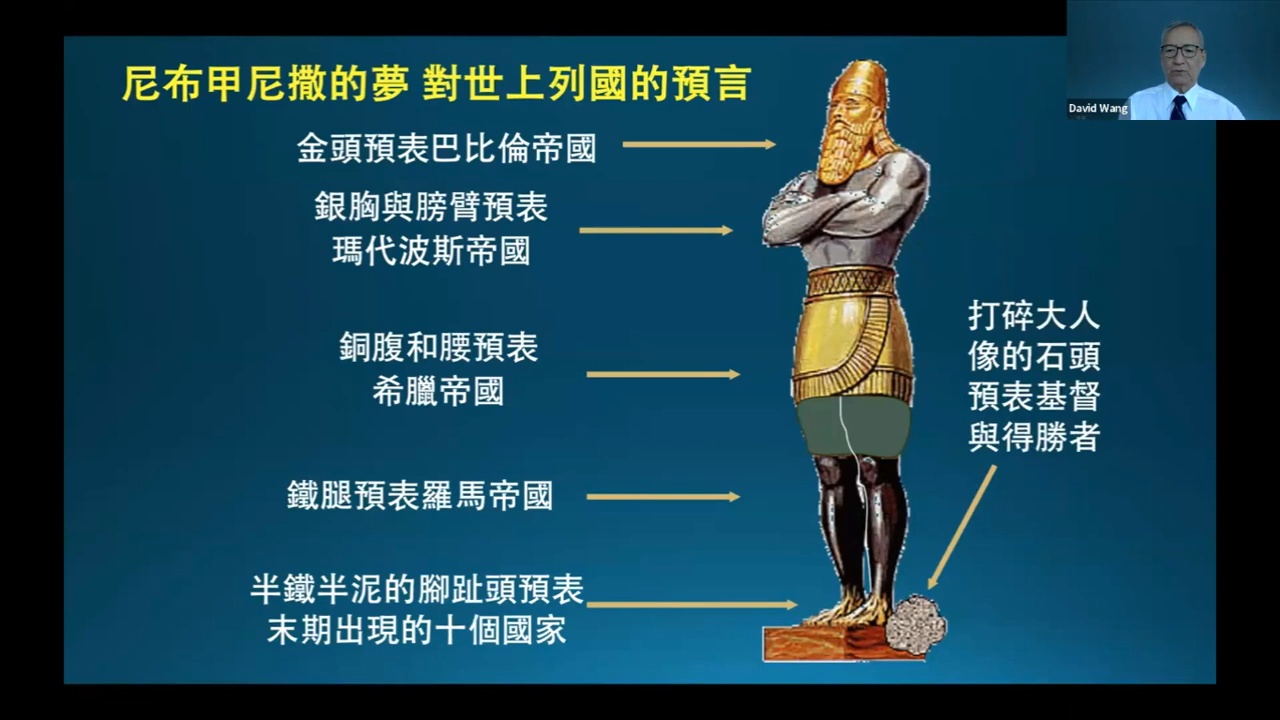 尼布甲尼撒的夢 對世上列國的預言
David Wang
金頭預表巴比倫帝國
銀胸與膀臂預表
瑪代波斯帝國
銅腹和腰預表
希臘帝國
鐵腿預表羅馬帝國
半鐵半泥的腳趾頭預表
末期出現的十個國家
打碎大人
像的石頭
預表基督
與得勝者